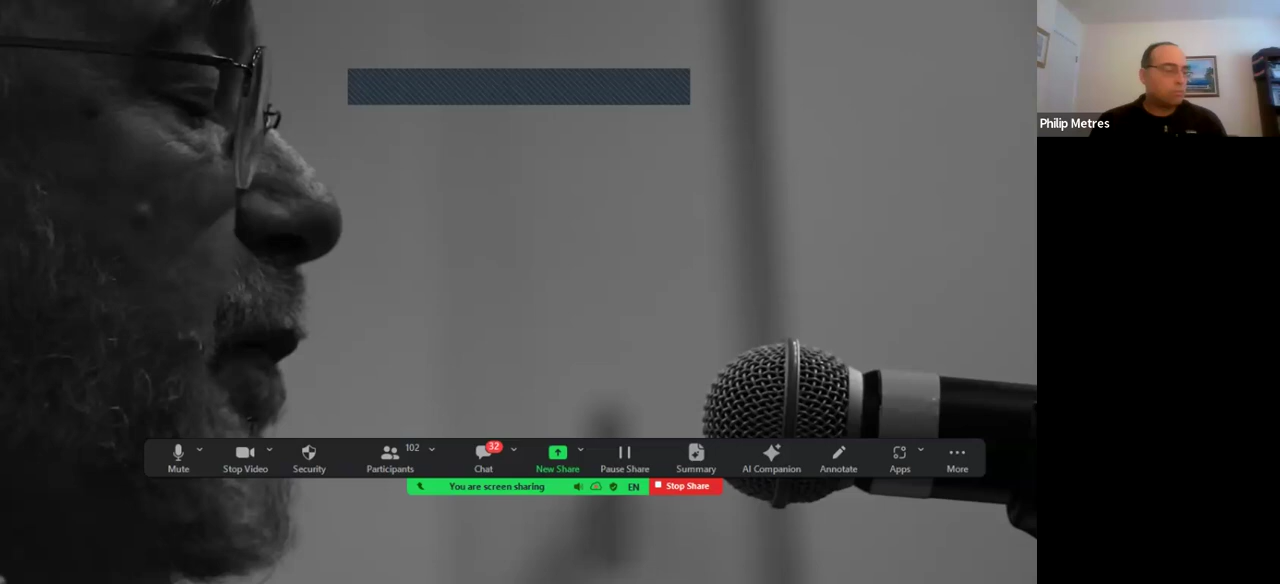 Philip Metres
102
32
Mute
Stop Video
Security
Participants
Chat
New Share
Pause Share
Summary
AI Companion
Annotate
Apps
More
You are screen sharing
EN
Stop Share